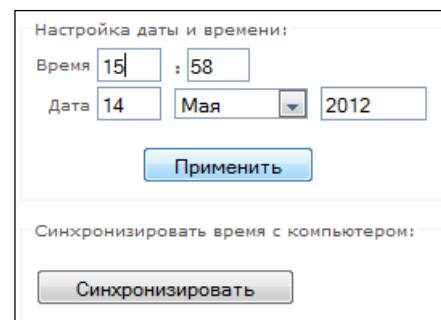 Настройка даты и времени:
Время 15 : 58
Дата 14 Мая 2012
Применить
Синхронизировать время с компьютером:
Синхронизировать